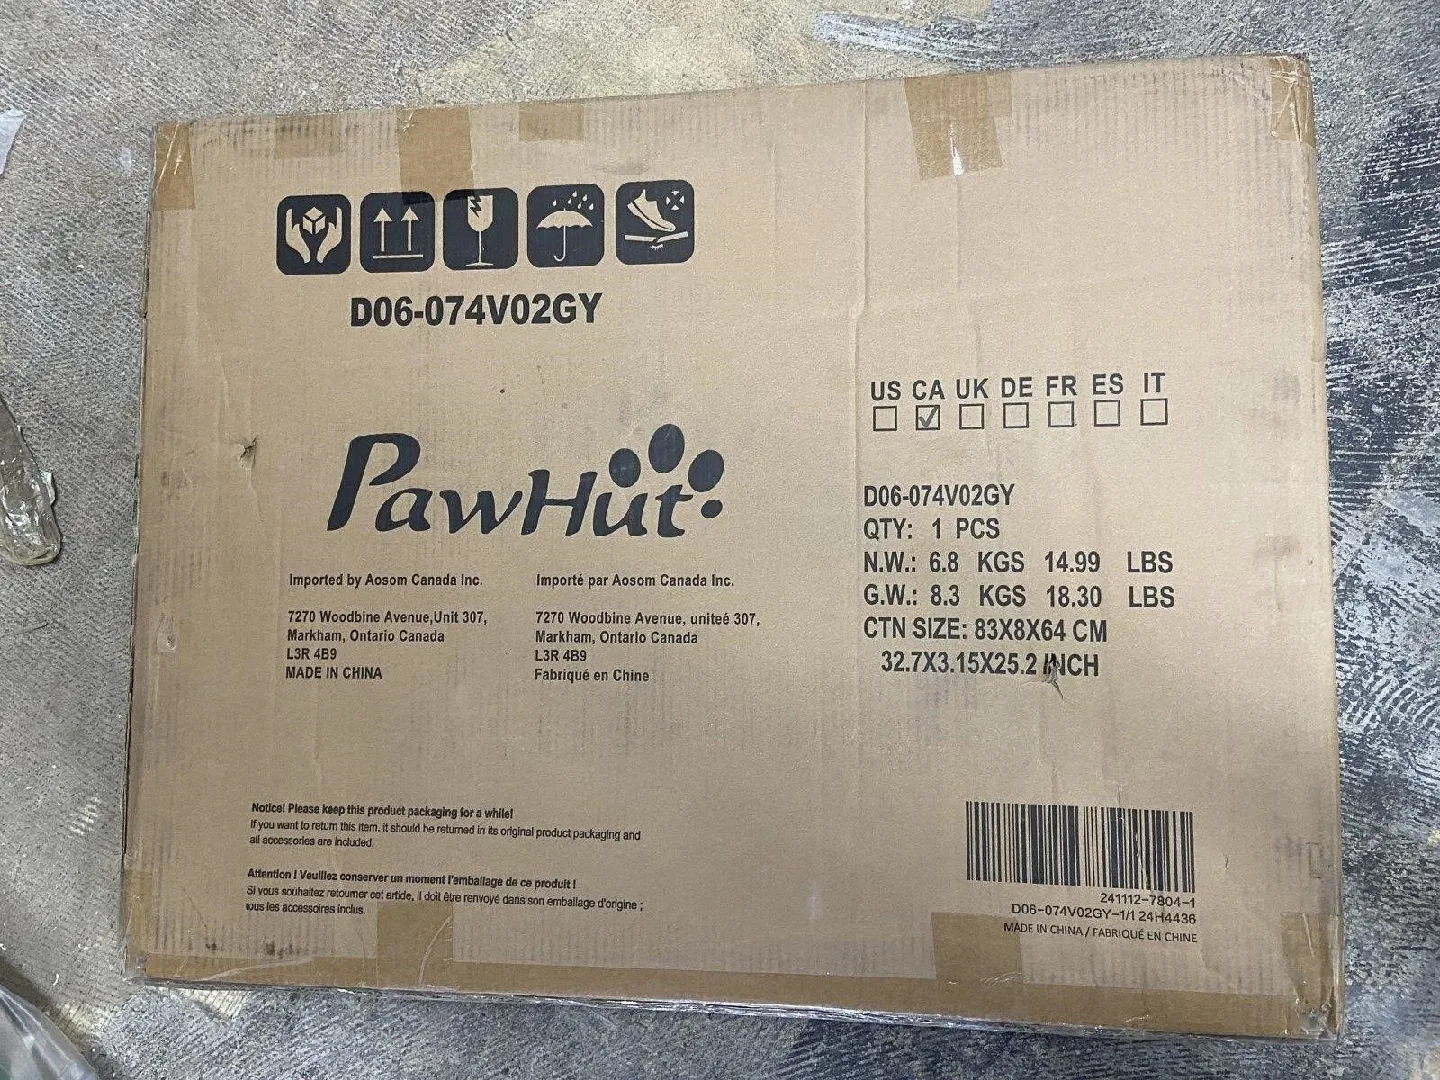 D06-074V02GY
PawHut
Imported by Aosom Canada Inc.
7270 Woodbine Avenue,Unit 307,
Markham, Ontario Canada
L3R 4B9
MADE IN CHINA
Importé par Aosom Canada Inc.
7270 Woodbine Avenue, uniteé 307,
Markham, Ontario Canada
L3R 4B9
Fabriqué en Chine
US CA UK DE FR ES IT
D06-074V02GY
QTY: 1 PCS
N.W.: 6.8 KGS 14.99 LBS
G.W.: 8.3 KGS 18.30 LBS
CTN SIZE: 83X8X64 CM
32.7X3.15X25.2 INCH
Notice! Please keep this product packaging for a while!
If you want to return this item, it should be returned in its original product packaging and
all accessories are included.
Attention ! Veuillez conserver un moment l'emballage de ce produit !
Si vous souhaitez retourner cet article, il doit être renvoyé dans son emballage d'origine ;
tous les accessoires inclus.
241112-7804-1
D06-074V02GY-1/1 24H4436
MADE IN CHINA / FABRIQUÉ EN CHINE